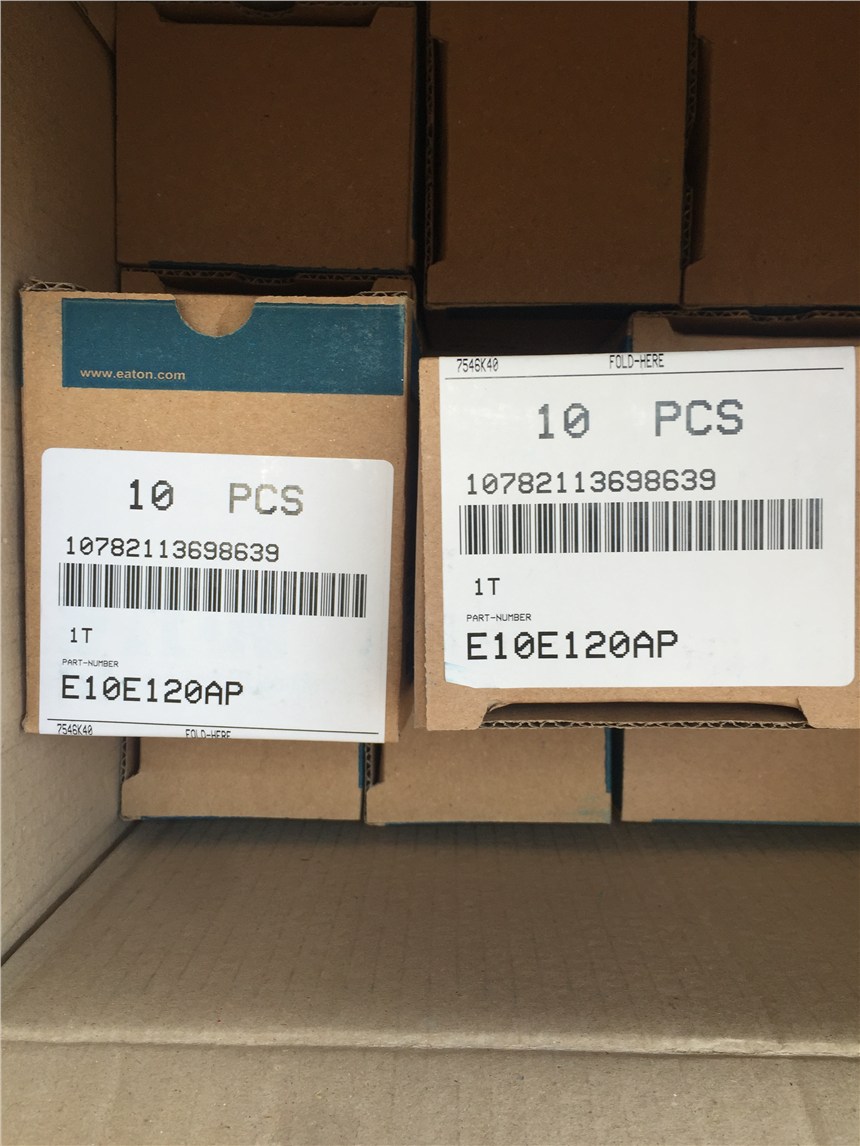 www.eaton.com
10 PCS
10782113698639
1T
PART-NUMBER
E10E120AP
7546K40 FOLD-HERE
7546K40 FOLD-HERE
10 PCS
10782113698639
1T
PART-NUMBER
E10E120AP